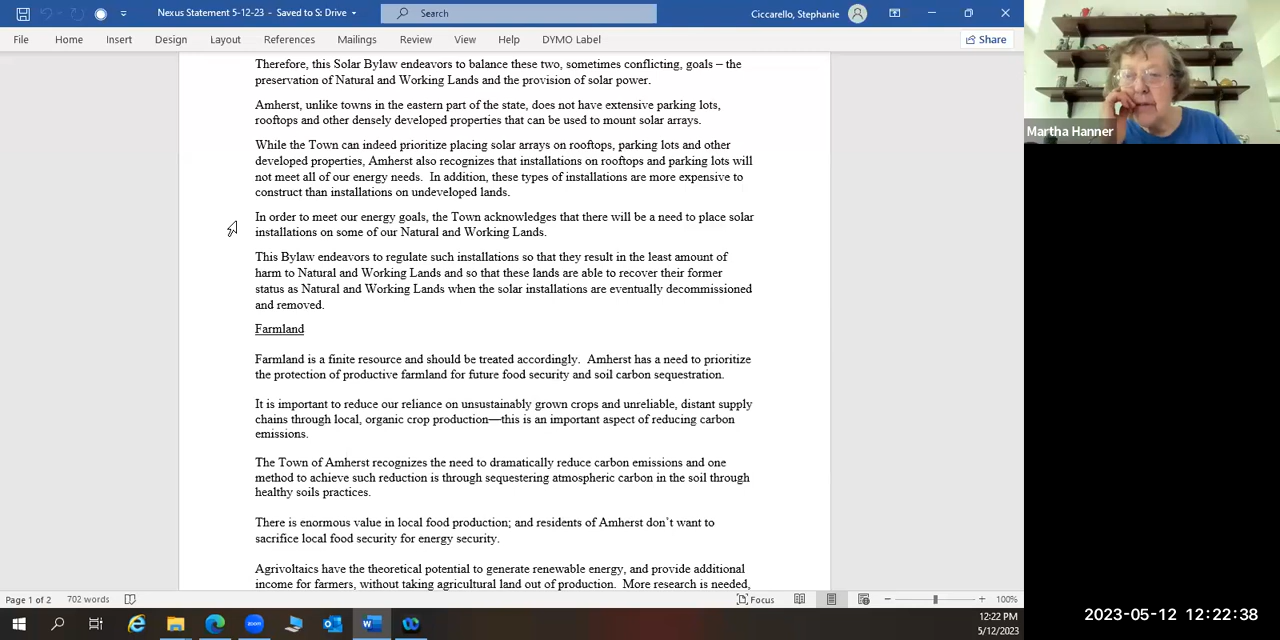 Nexus Statement 5-12-23 - Saved to S: Drive
Search
Ciccarello, Stephanie
File Home Insert Design Layout References Mailings Review View Help DYMO Label Share
Therefore, this Solar Bylaw endeavors to balance these two, sometimes conflicting, goals – the
preservation of Natural and Working Lands and the provision of solar power.
Amherst, unlike towns in the eastern part of the state, does not have extensive parking lots,
rooftops and other densely developed properties that can be used to mount solar arrays.
While the Town can indeed prioritize placing solar arrays on rooftops, parking lots and other
developed properties, Amherst also recognizes that installations on rooftops and parking lots will
not meet all of our energy needs. In addition, these types of installations are more expensive to
construct than installations on undeveloped lands.
In order to meet our energy goals, the Town acknowledges that there will be a need to place solar
installations on some of our Natural and Working Lands.
This Bylaw endeavors to regulate such installations so that they result in the least amount of
harm to Natural and Working Lands and so that these lands are able to recover their former
status as Natural and Working Lands when the solar installations are eventually decommissioned
and removed.
Farmland
Farmland is a finite resource and should be treated accordingly. Amherst has a need to prioritize
the protection of productive farmland for future food security and soil carbon sequestration.
It is important to reduce our reliance on unsustainably grown crops and unreliable, distant supply
chains through local, organic crop production—this is an important aspect of reducing carbon
emissions.
The Town of Amherst recognizes the need to dramatically reduce carbon emissions and one
method to achieve such reduction is through sequestering atmospheric carbon in the soil through
healthy soils practices.
There is enormous value in local food production; and residents of Amherst don't want to
sacrifice local food security for energy security.
Agrivoltaics have the theoretical potential to generate renewable energy, and provide additional
income for farmers, without taking agricultural land out of production. More research is needed,
Page 1 of 2 702 words Focus 100%
12:22 PM
5/12/2023
Martha Hanner
2023-05-12 12:22:38